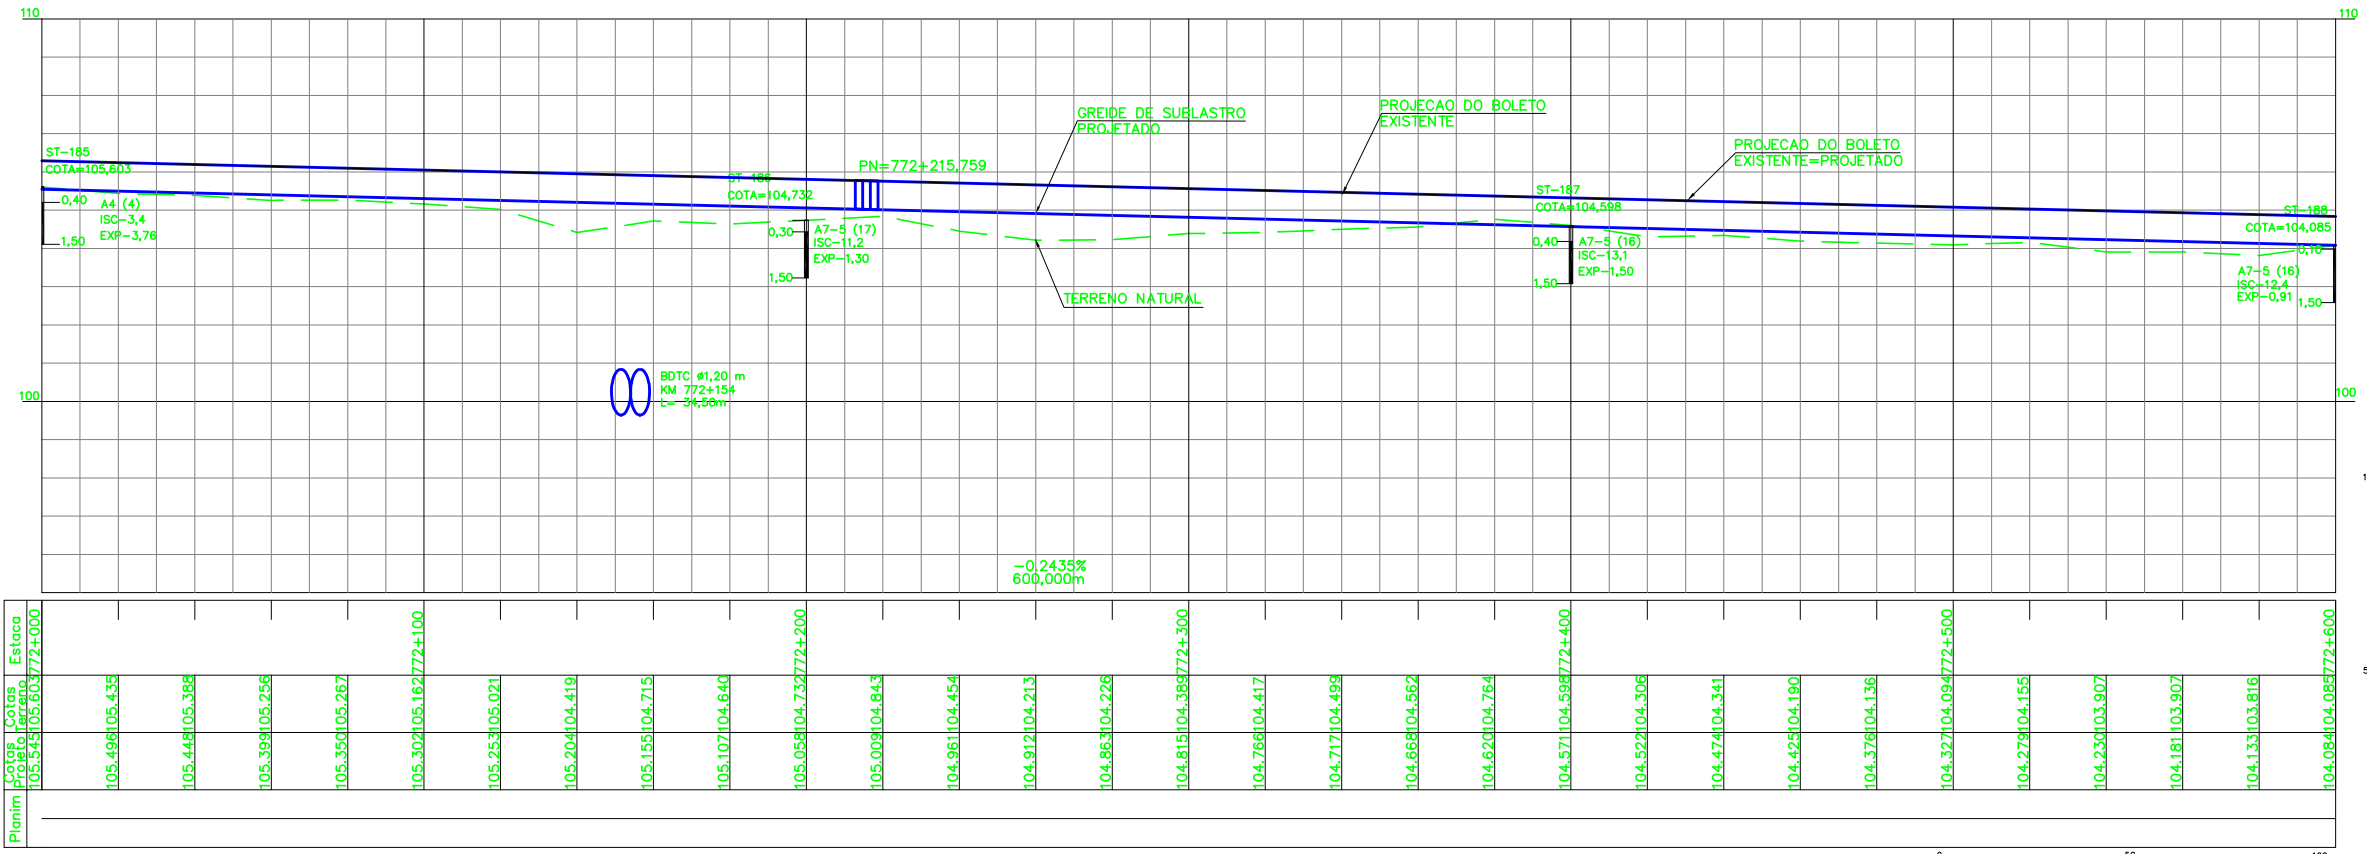 110
110
GREIDE DE SUBLASTRO
PROJETADO
PROJECAO DO BOLETO
EXISTENTE
PROJECAO DO BOLETO
EXISTENTE=PROJETADO
ST-185
COTA=105,603
0,40
A4 (4)
ISC-3,4
EXP-3,76
1,50
ST-186
COTA=104,732
PN=772+215,759
0,30
A7-5 (17)
ISC-11,2
EXP-1,30
1,50
ST-187
COTA=104,598
0,40
A7-5 (16)
ISC-13,1
EXP-1,50
1,50
ST-188
COTA=104,085
0,10
A7-5 (16)
ISC-12,4
EXP-0,91
1,50
TERRENO NATURAL
BDTC ø1,20 m
KM 772+154
L= 34,50m
100
100
1
-0.2435%
600,000m
Estaca
772+000
772+100
772+200
772+300
772+400
772+500
772+600
5
Cotas
Terreno
105.603
105.435
105.388
105.256
105.267
105.162
105.021
104.419
104.715
104.640
104.732
104.843
104.454
104.213
104.226
104.389
104.417
104.499
104.562
104.764
104.598
104.306
104.341
104.190
104.136
104.094
104.155
103.907
103.907
103.816
104.085
Cotas
Projeto
105.545
105.496
105.448
105.399
105.350
105.302
105.253
105.204
105.155
105.107
105.058
105.009
104.961
104.912
104.863
104.815
104.766
104.717
104.668
104.620
104.571
104.522
104.474
104.425
104.376
104.327
104.279
104.230
104.181
104.133
104.084
Planim